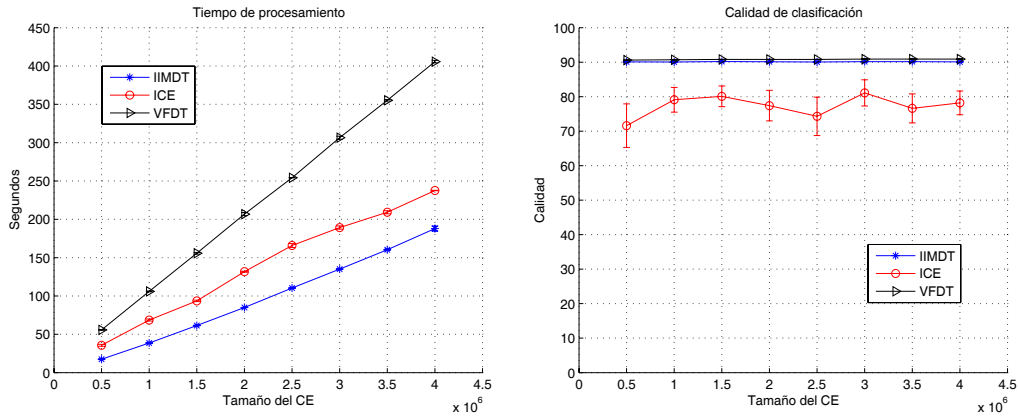 Tiempo de procesamiento
450
400
350
300
250
200
150
100
50
0
Segundos
IIMDT
ICE
VFDT
0 0.5 1 1.5 2 2.5 3 3.5 4 4.5
Tamaño del CE
x 10^6
Calidad de clasificación
100
90
80
70
60
50
40
30
20
10
0
Calidad
IIMDT
ICE
VFDT
0 0.5 1 1.5 2 2.5 3 3.5 4 4.5
Tamaño del CE
x 10^6